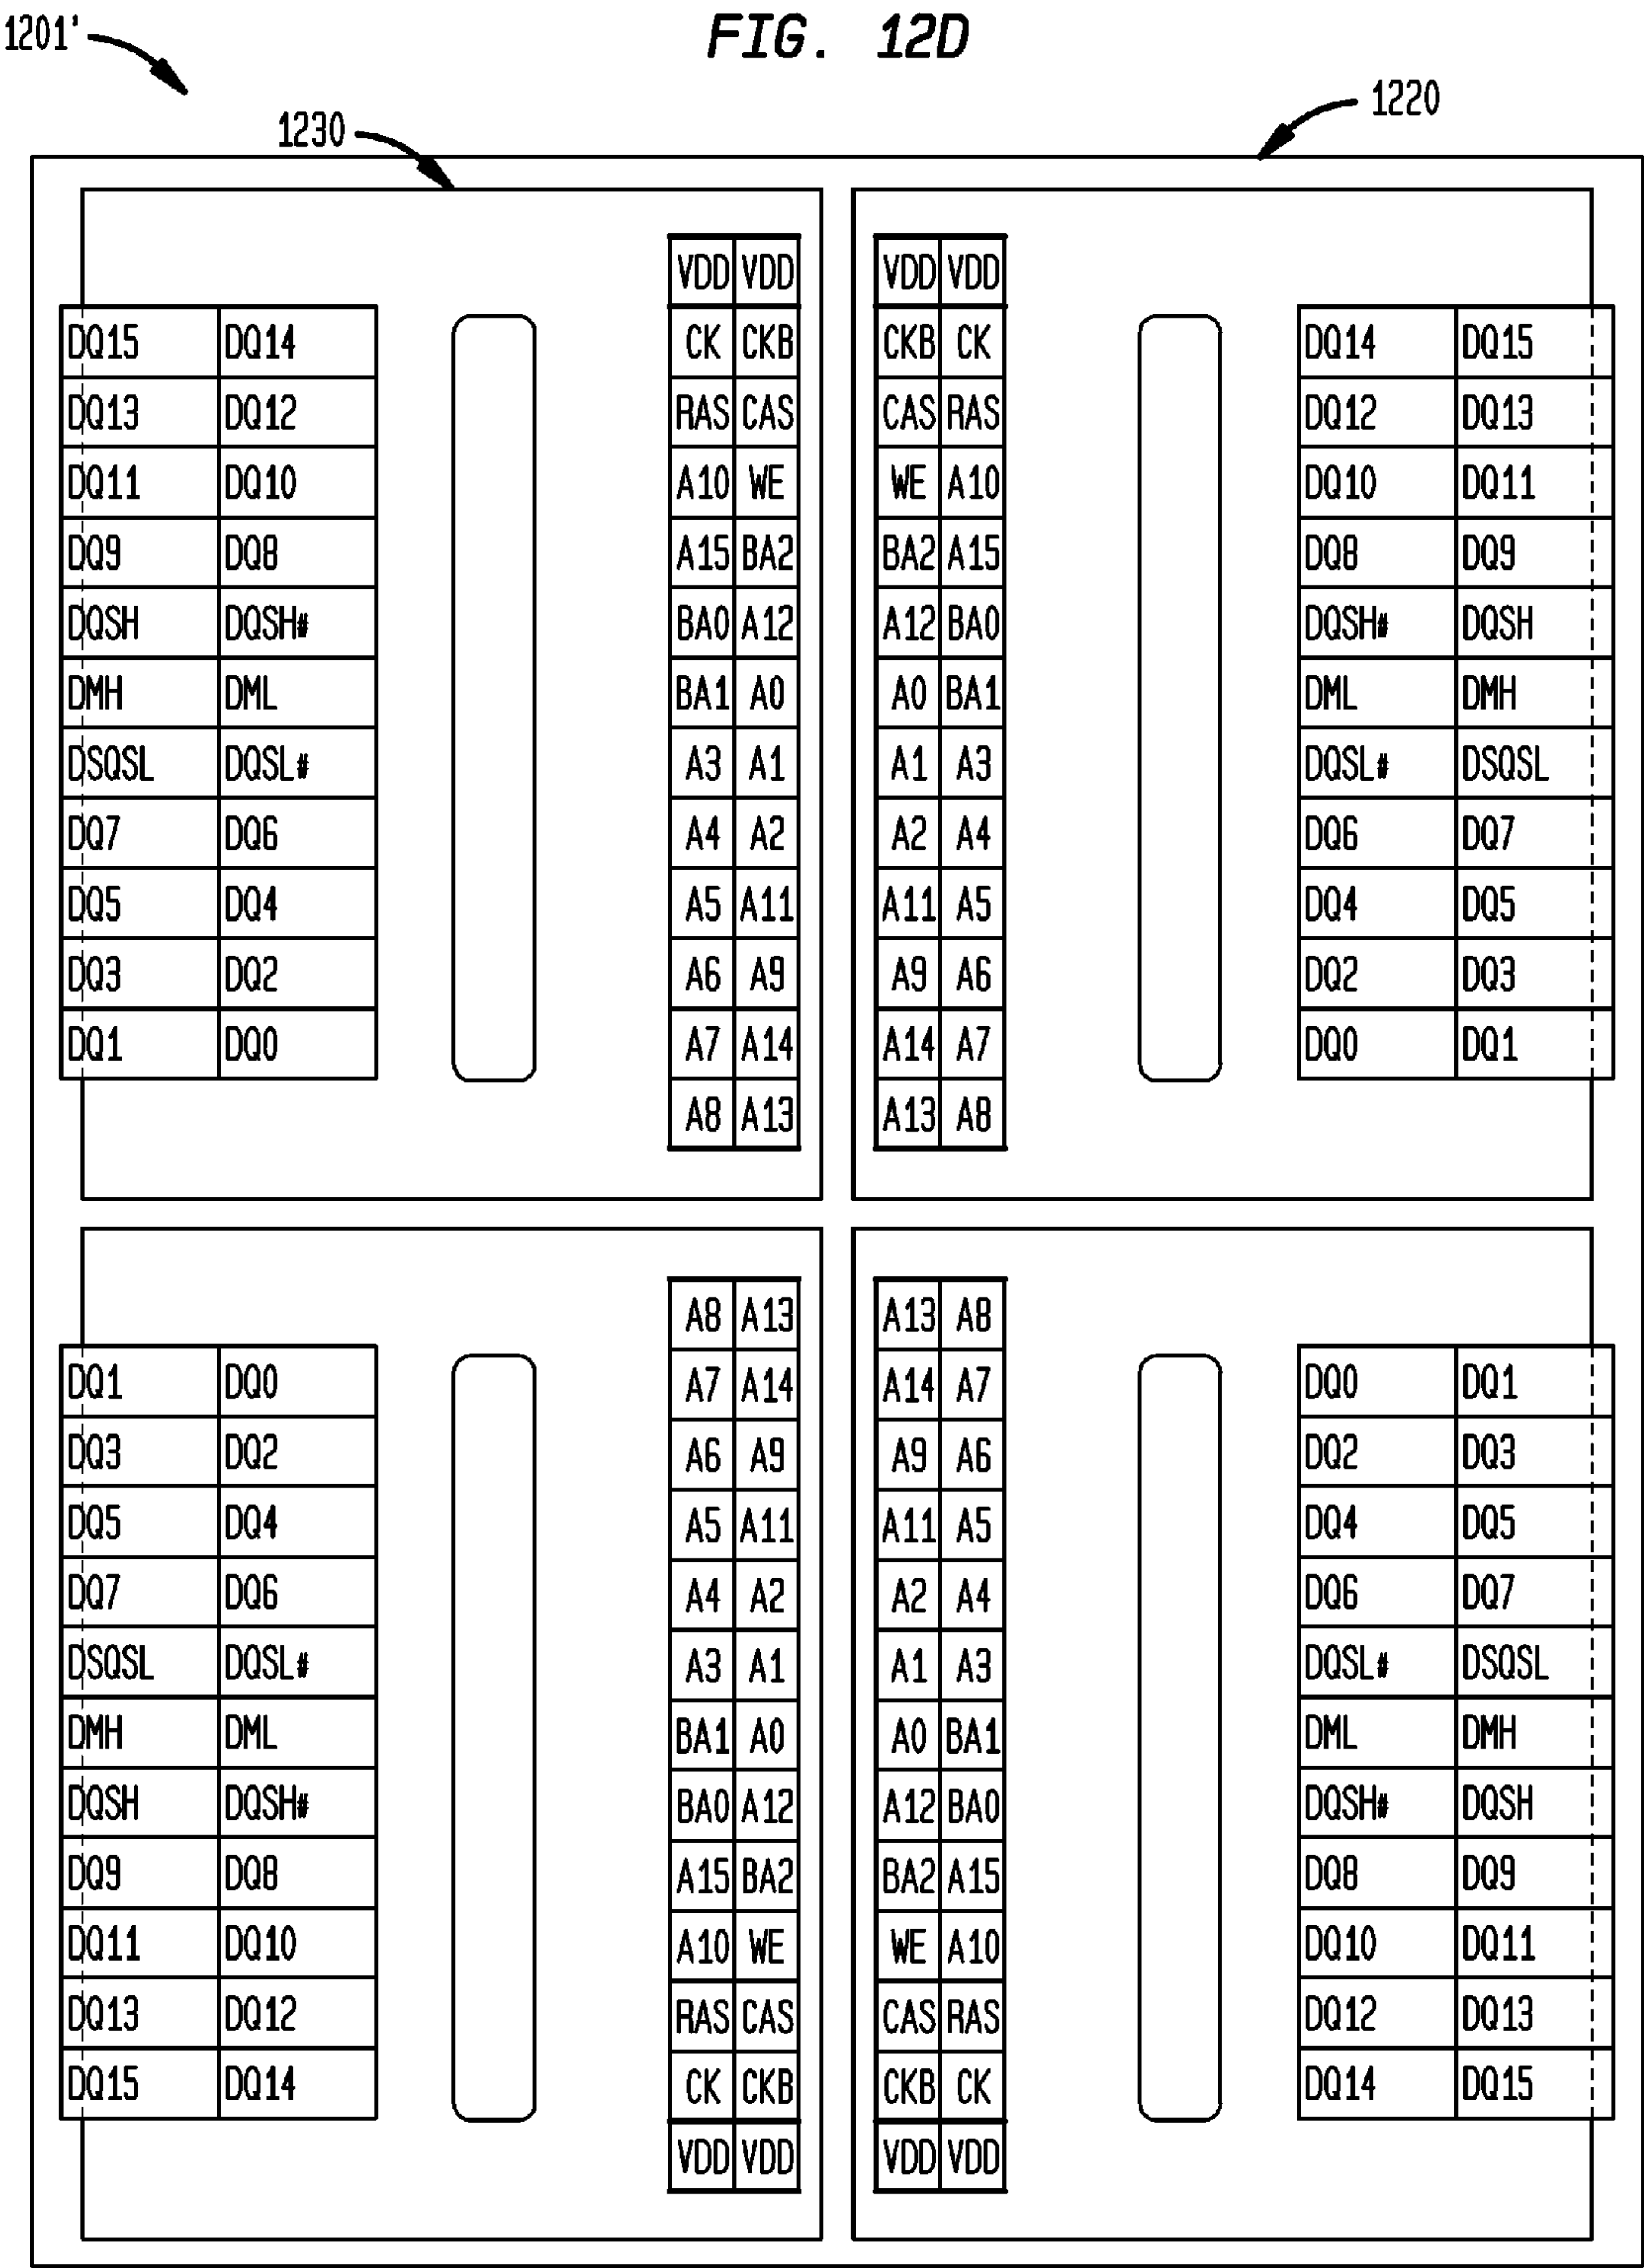 FIG. 12D
1201'
1220
1230
VDD VDD VDD VDD
DQ15 DQ14 CK CKB CKB CK DQ14 DQ15
DQ13 DQ12 RAS CAS CAS RAS DQ12 DQ13
DQ11 DQ10 A10 WE WE A10 DQ10 DQ11
DQ9 DQ8 A15 BA2 BA2 A15 DQ8 DQ9
DQSH DQSH# BA0 A12 A12 BA0 DQSH# DQSH
DMH DML BA1 A0 A0 BA1 DML DMH
DSQSL DQSL# A3 A1 A1 A3 DQSL# DSQSL
DQ7 DQ6 A4 A2 A2 A4 DQ6 DQ7
DQ5 DQ4 A5 A11 A11 A5 DQ4 DQ5
DQ3 DQ2 A6 A9 A9 A6 DQ2 DQ3
DQ1 DQ0 A7 A14 A14 A7 DQ0 DQ1
A8 A13 A13 A8
A8 A13 A13 A8
DQ1 DQ0 A7 A14 A14 A7 DQ0 DQ1
DQ3 DQ2 A6 A9 A9 A6 DQ2 DQ3
DQ5 DQ4 A5 A11 A11 A5 DQ4 DQ5
DQ7 DQ6 A4 A2 A2 A4 DQ6 DQ7
DSQSL DQSL# A3 A1 A1 A3 DQSL# DSQSL
DMH DML BA1 A0 A0 BA1 DML DMH
DQSH DQSH# BA0 A12 A12 BA0 DQSH# DQSH
DQ9 DQ8 A15 BA2 BA2 A15 DQ8 DQ9
DQ11 DQ10 A10 WE WE A10 DQ10 DQ11
DQ13 DQ12 RAS CAS CAS RAS DQ12 DQ13
DQ15 DQ14 CK CKB CKB CK DQ14 DQ15
VDD VDD VDD VDD